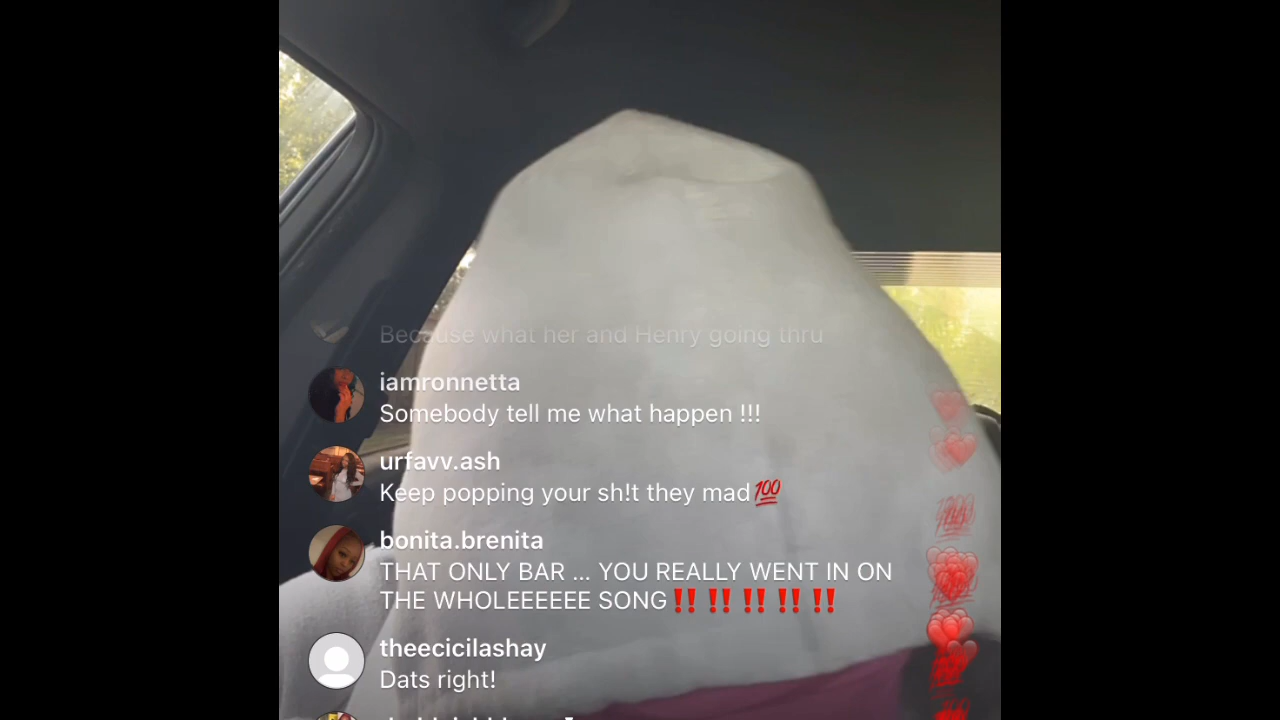 Because what her and Henry going thru
iamronnetta
Somebody tell me what happen !!!
urfavv.ash
Keep popping your sh!t they mad💯
bonita.brenita
THAT ONLY BAR ... YOU REALLY WENT IN ON
THE WHOLEEEEEE SONG‼️‼️‼️‼️‼️
theecicilashay
Dats right!